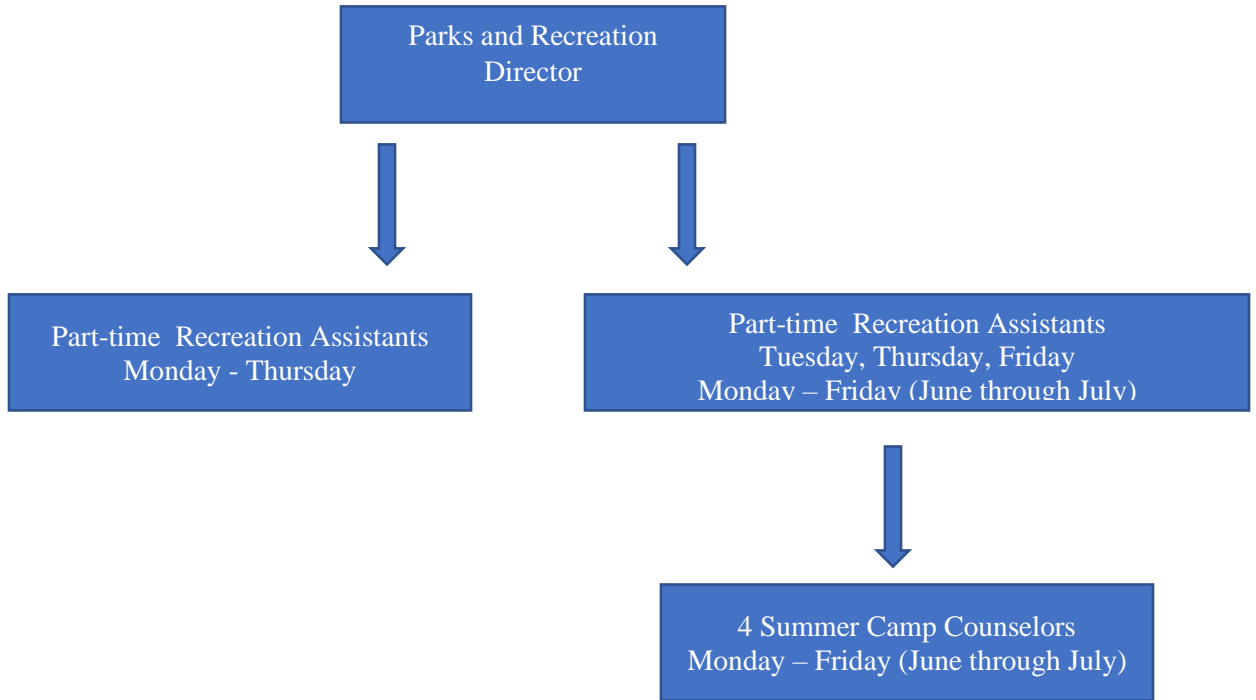 Parks and Recreation
Director
Part-time  Recreation Assistants
Monday - Thursday
Part-time  Recreation Assistants
Tuesday, Thursday, Friday
Monday – Friday (June through July)
4 Summer Camp Counselors
Monday – Friday (June through July)